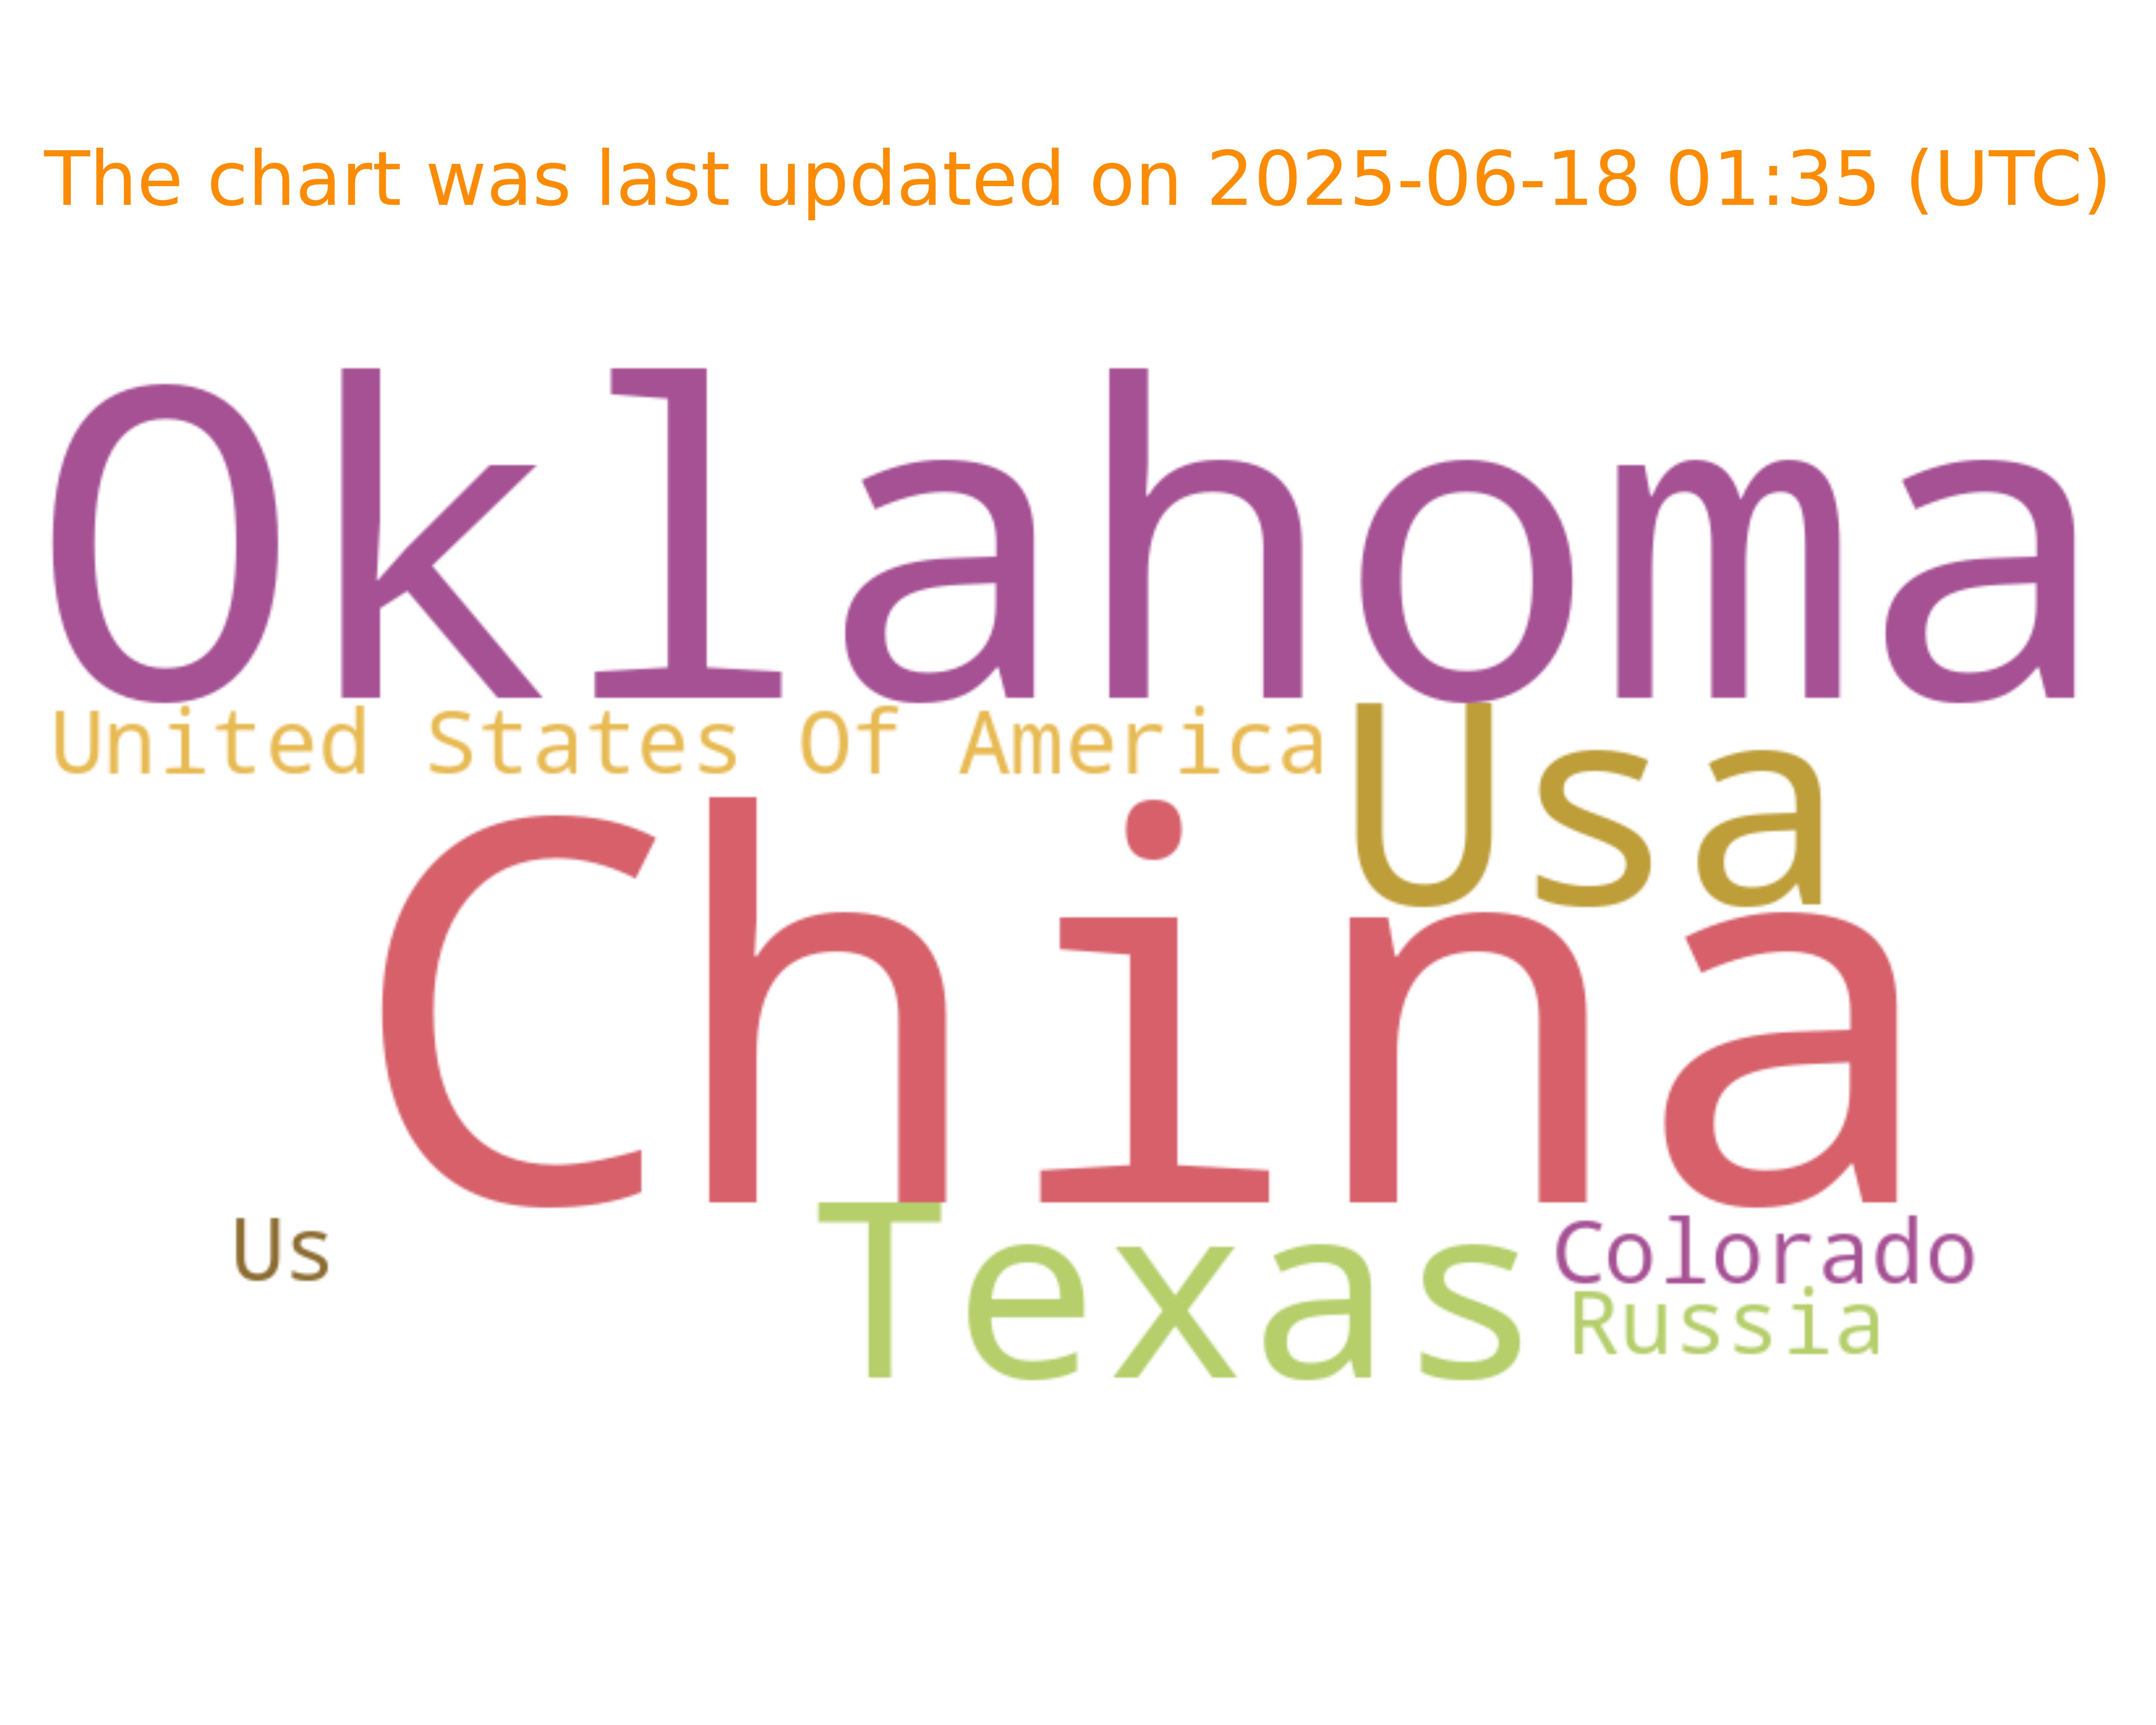 The chart was last updated on 2025-06-18 01:35 (UTC)
Oklahoma
United States Of America
Usa
China
Us
Texas
Colorado
Russia